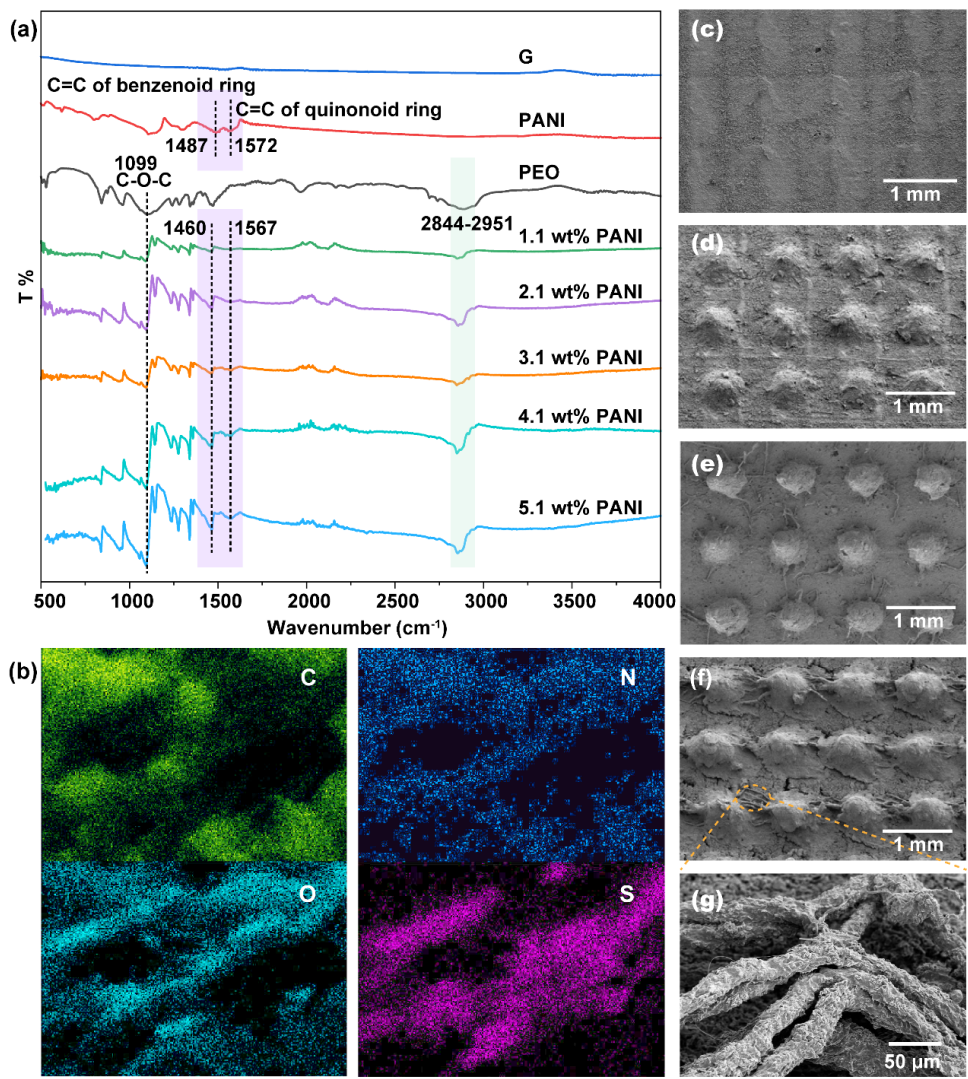 (a)
G
C=C of benzenoid ring
C=C of quinonoid ring
PANI
1487
1572
1099
C-O-C
PEO
1460
1567
2844-2951
1.1 wt% PANI
2.1 wt% PANI
3.1 wt% PANI
4.1 wt% PANI
5.1 wt% PANI
T %
500
1000
1500
2000
2500
3000
3500
4000
Wavenumber (cm⁻¹)
(b)
C
N
O
S
(c)
1 mm
(d)
1 mm
(e)
1 mm
(f)
1 mm
(g)
50 μm